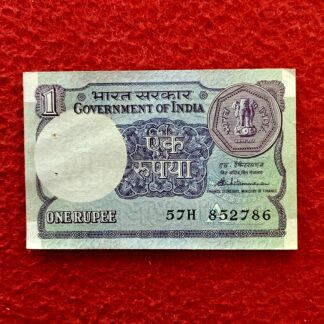 1
भारत सरकार
GOVERNMENT OF INDIA
एक
रुपया
ONE RUPEE
57H 852786